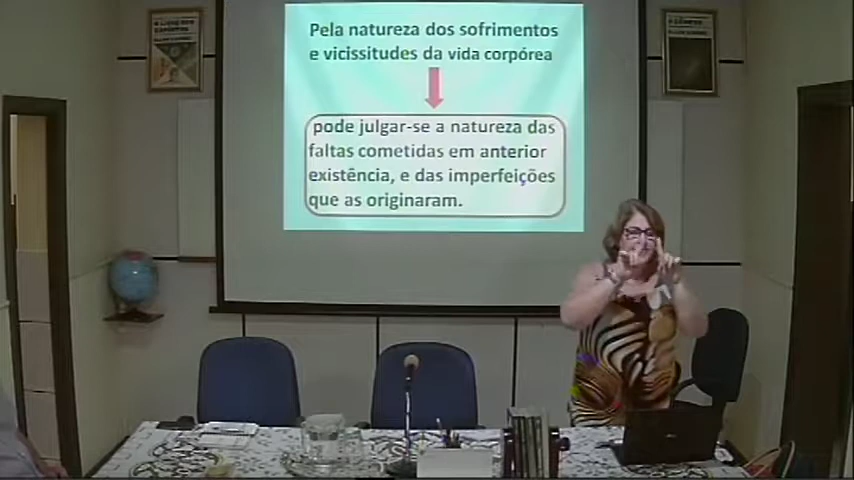 Pela natureza dos sofrimentos
e vicissitudes da vida corpórea
pode julgar-se a natureza das
faltas cometidas em anterior
existência, e das imperfeições
que as originaram.